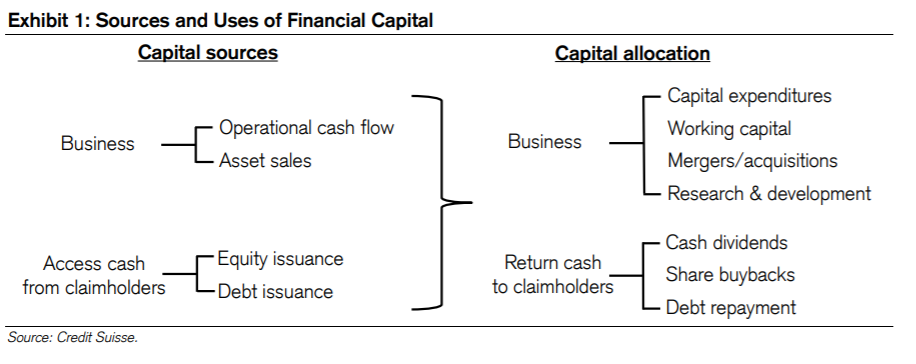 Exhibit 1: Sources and Uses of Financial Capital
Capital sources
Business
Operational cash flow
Asset sales
Access cash
from claimholders
Equity issuance
Debt issuance
Capital allocation
Business
Capital expenditures
Working capital
Mergers/acquisitions
Research & development
Return cash
to claimholders
Cash dividends
Share buybacks
Debt repayment
Source: Credit Suisse.